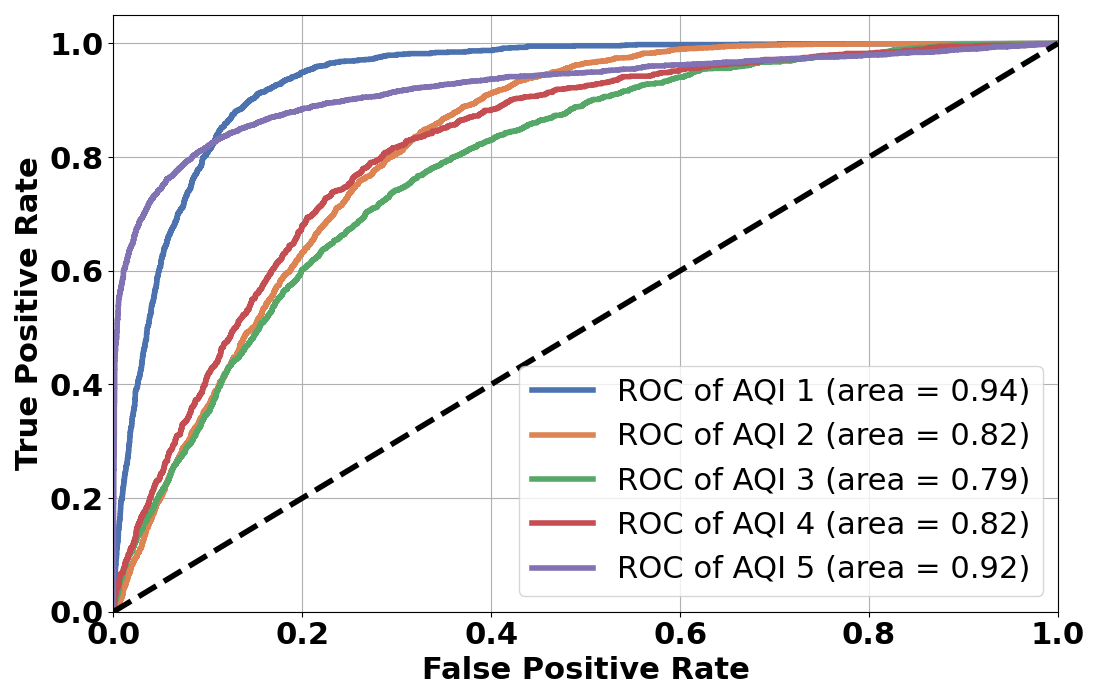 1.0
0.8
0.6
0.4
0.2
0.0
True Positive Rate
0.0 0.2 0.4 0.6 0.8 1.0
False Positive Rate
ROC of AQI 1 (area = 0.94)
ROC of AQI 2 (area = 0.82)
ROC of AQI 3 (area = 0.79)
ROC of AQI 4 (area = 0.82)
ROC of AQI 5 (area = 0.92)